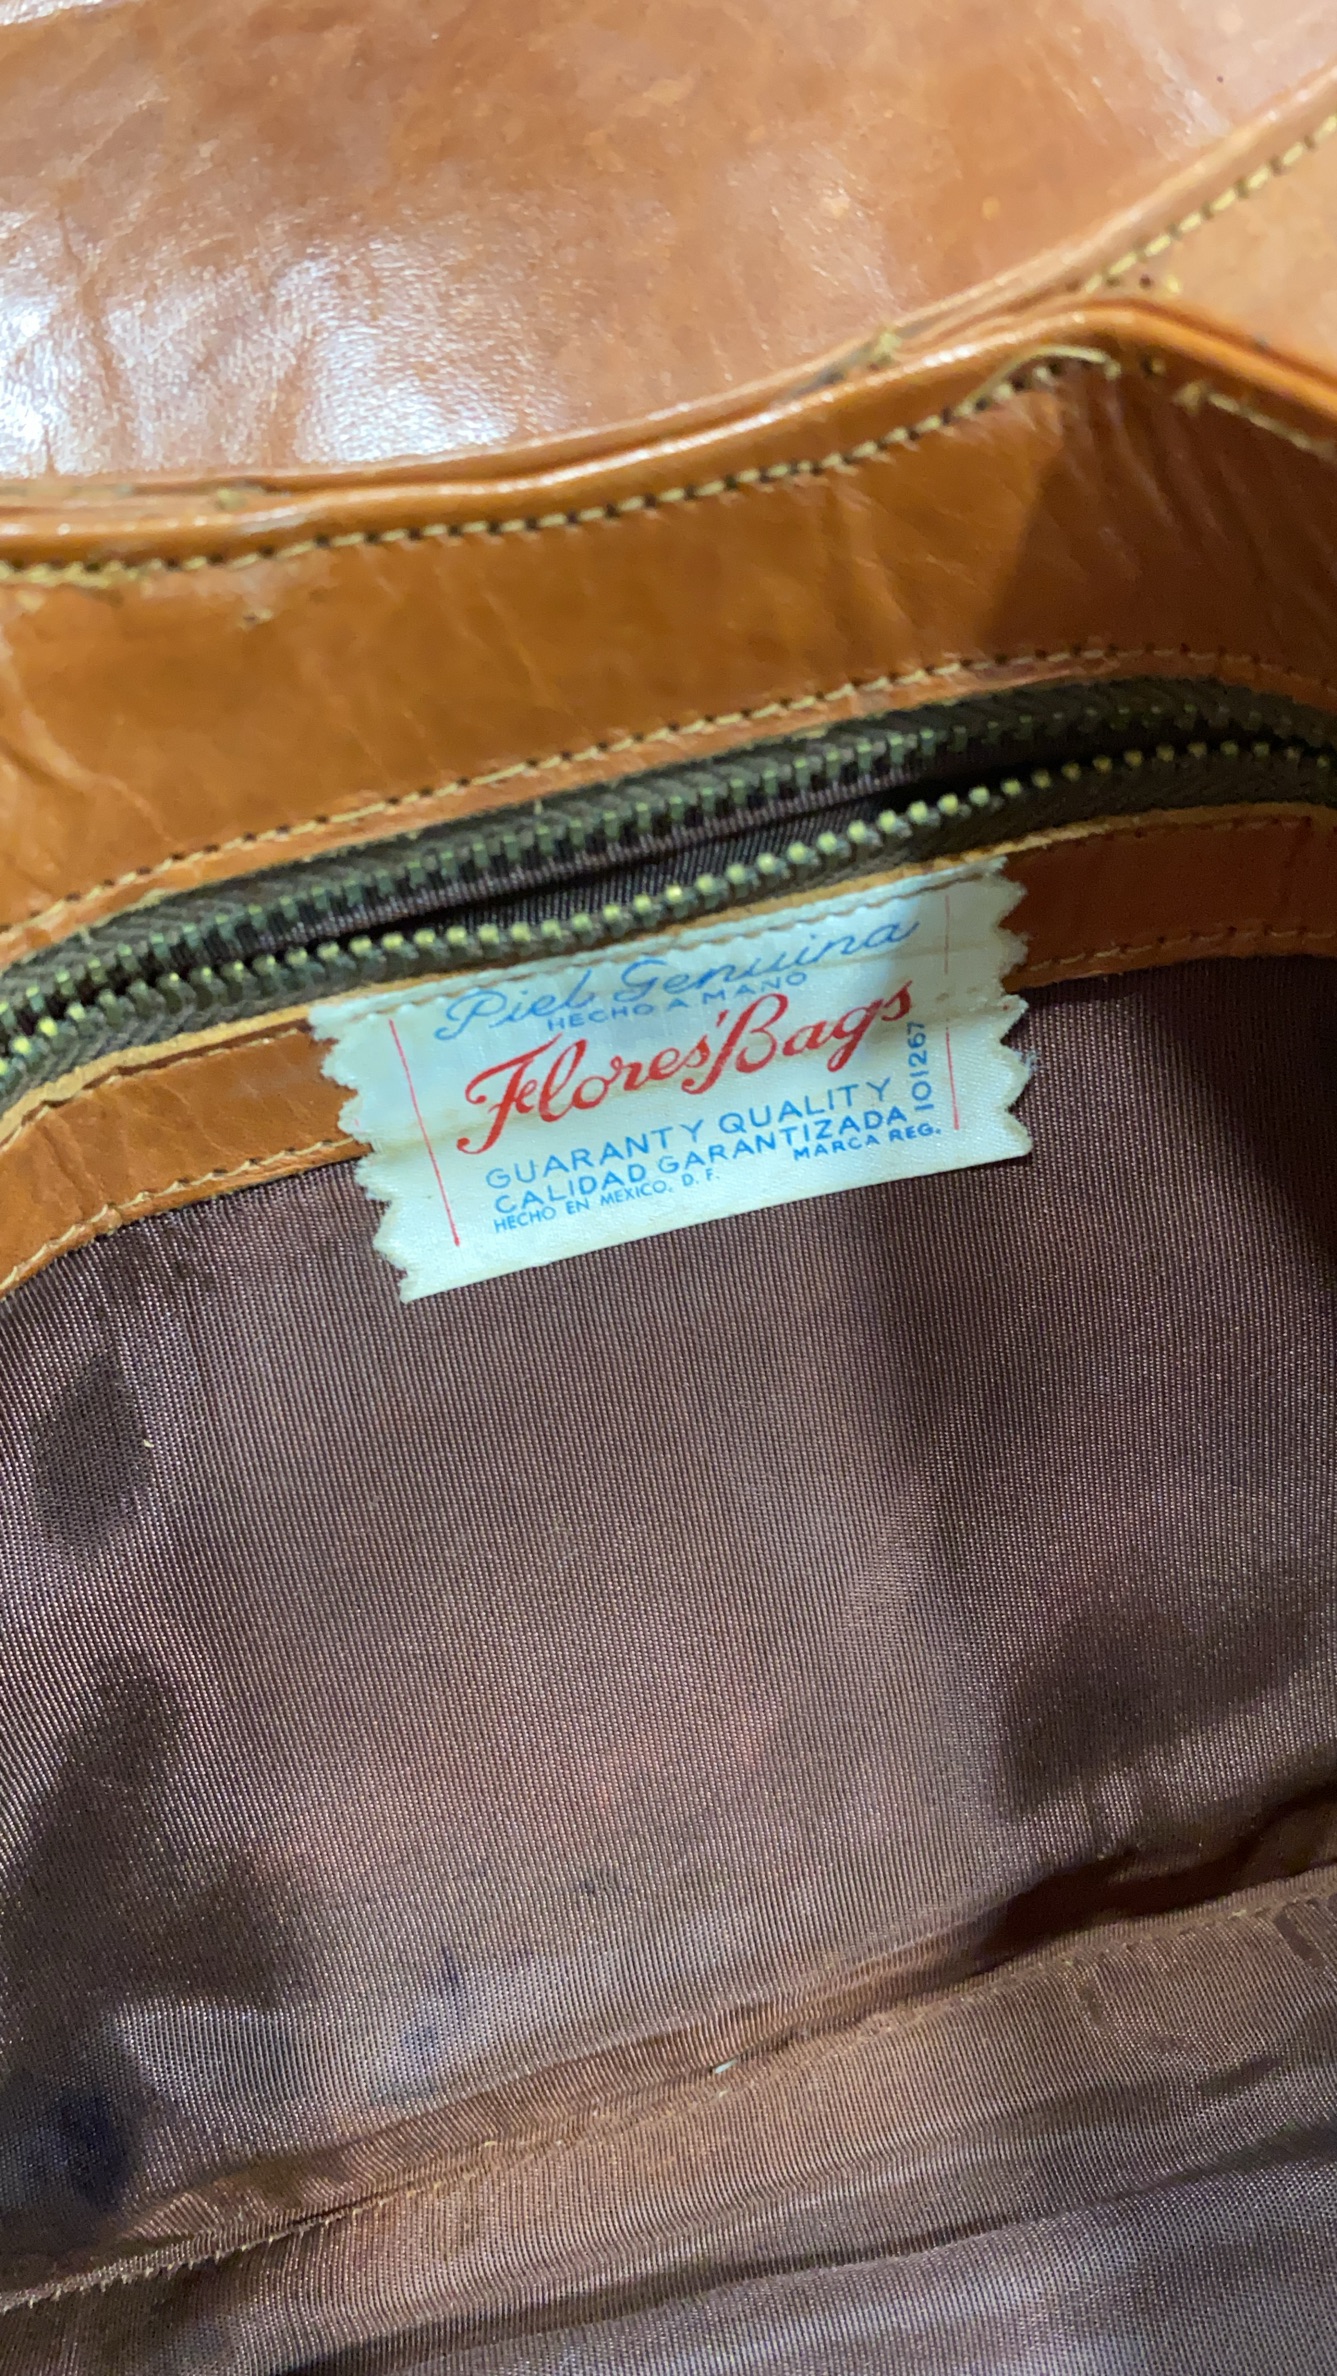 Piel Genuina
HECHO A MANO
Flores' Bags
GUARANTY QUALITY
CALIDAD GARANTIZADA
HECHO EN MEXICO, D. F.
MARCA REG.
101267